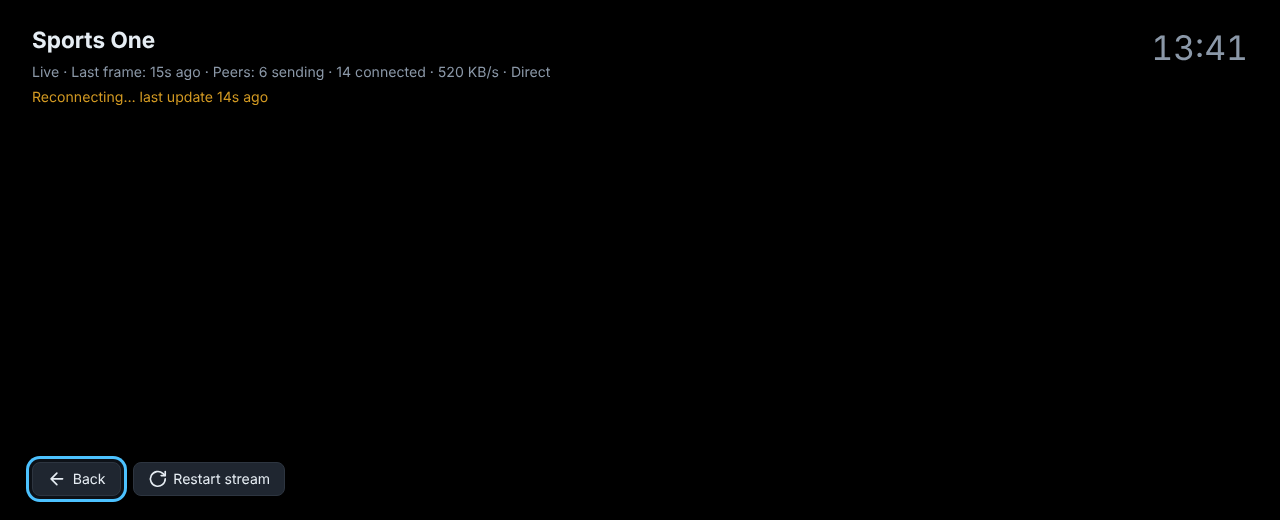 Sports One
13:41
Live · Last frame: 15s ago · Peers: 6 sending · 14 connected · 520 KB/s · Direct
Reconnecting... last update 14s ago
Back
Restart stream